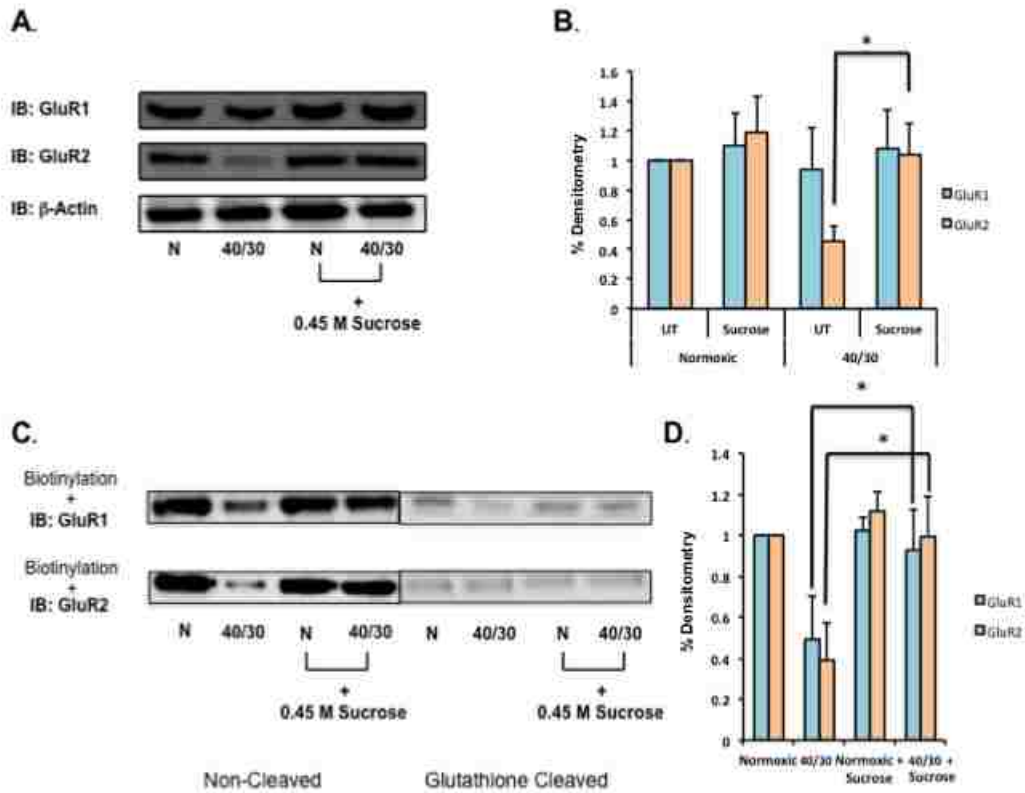 A.
IB: GluR1
IB: GluR2
IB: β-Actin
N 40/30 N 40/30
+
0.45 M Sucrose
B.
*
% Densitometry
1.6
1.4
1.2
1
0.8
0.6
0.4
0.2
0
UT Sucrose UT Sucrose
Normoxic 40/30
GluR1
GluR2
C.
Biotinylation
+
IB: GluR1
Biotinylation
+
IB: GluR2
N 40/30 N 40/30 N 40/30 N 40/30
+ +
0.45 M Sucrose 0.45 M Sucrose
Non-Cleaved Glutathione Cleaved
D.
*
*
% Densitometry
1.4
1.2
1
0.8
0.6
0.4
0.2
0
Normoxic 40/30 Normoxic + 40/30 +
Sucrose Sucrose
GluR1
GluR2